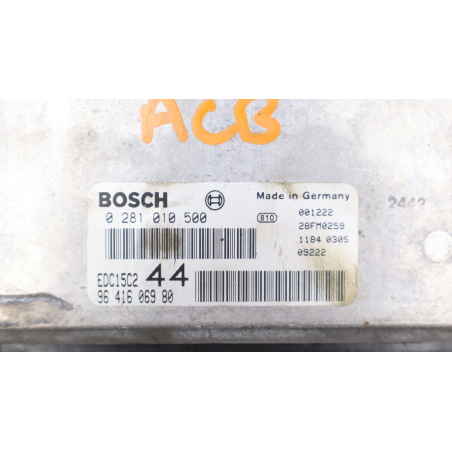 ACB
BOSCH Made in Germany
0 281 010 500
810 001222
28FM0259
1184 0305
09222
EDC15C2 44
96 416 069 80
2442